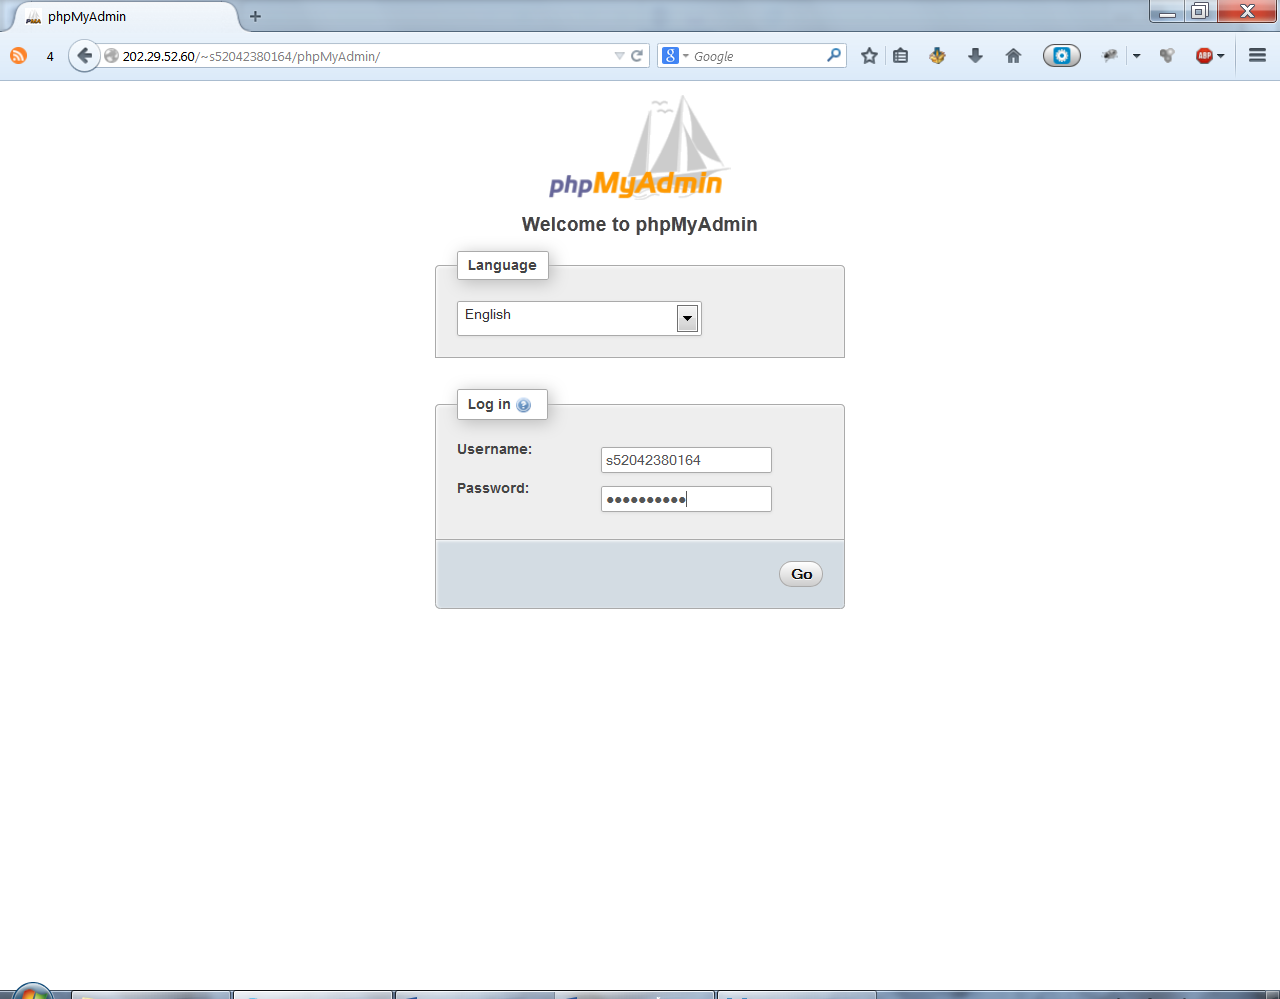 phpMyAdmin
4
202.29.52.60/~s52042380164/phpMyAdmin/
Google
ABP
phpMyAdmin
Welcome to phpMyAdmin
Language
English
Log in
Username:
s52042380164
Password:
Go